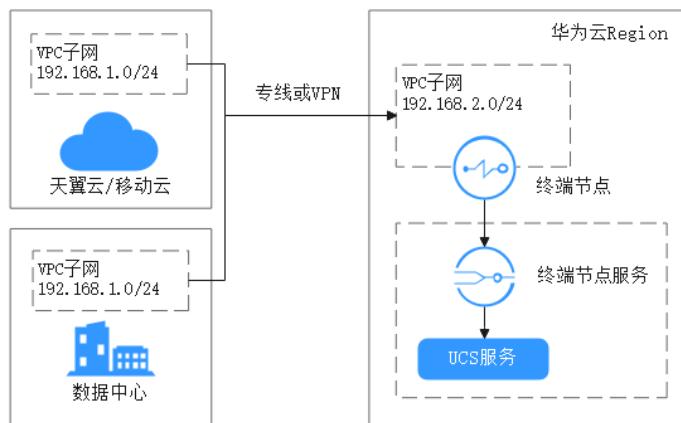 VPC子网
192.168.1.0/24
天翼云/移动云
VPC子网
192.168.1.0/24
数据中心
专线或VPN
华为云Region
VPC子网
192.168.2.0/24
终端节点
终端节点服务
UCS服务